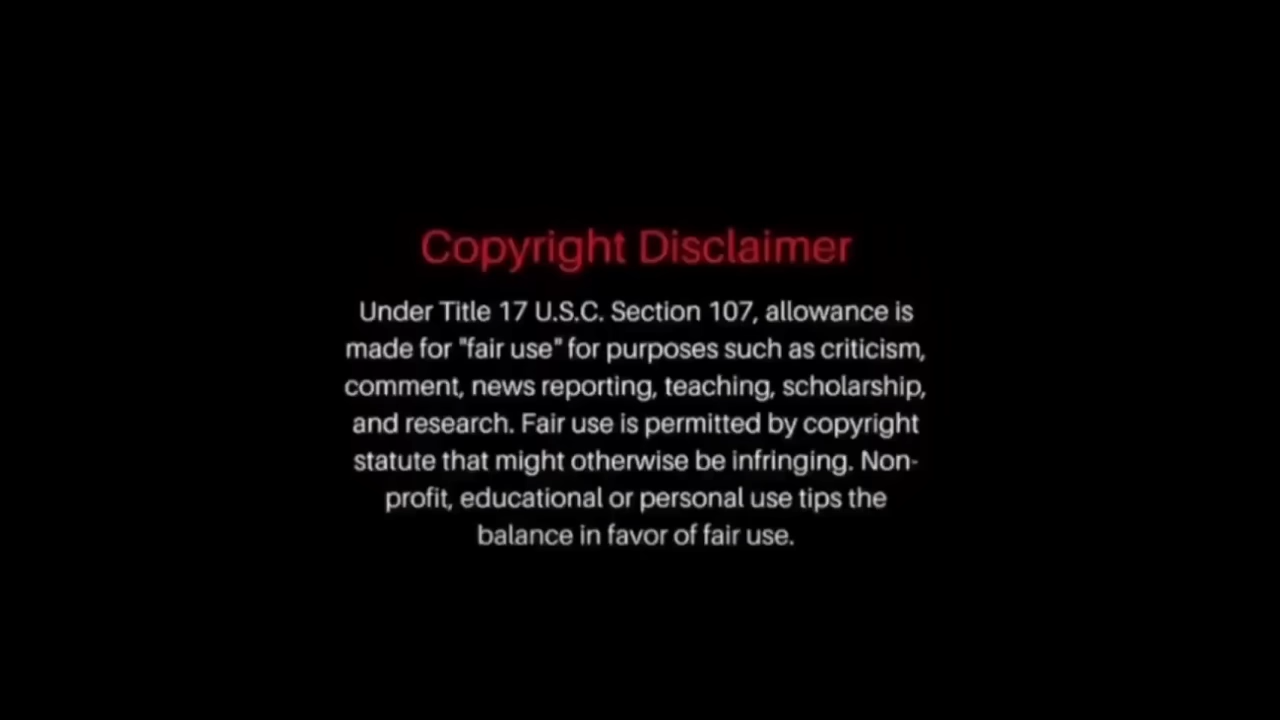 Copyright Disclaimer
Under Title 17 U.S.C. Section 107, allowance is
made for "fair use" for purposes such as criticism,
comment, news reporting, teaching, scholarship,
and research. Fair use is permitted by copyright
statute that might otherwise be infringing. Non-
profit, educational or personal use tips the
balance in favor of fair use.